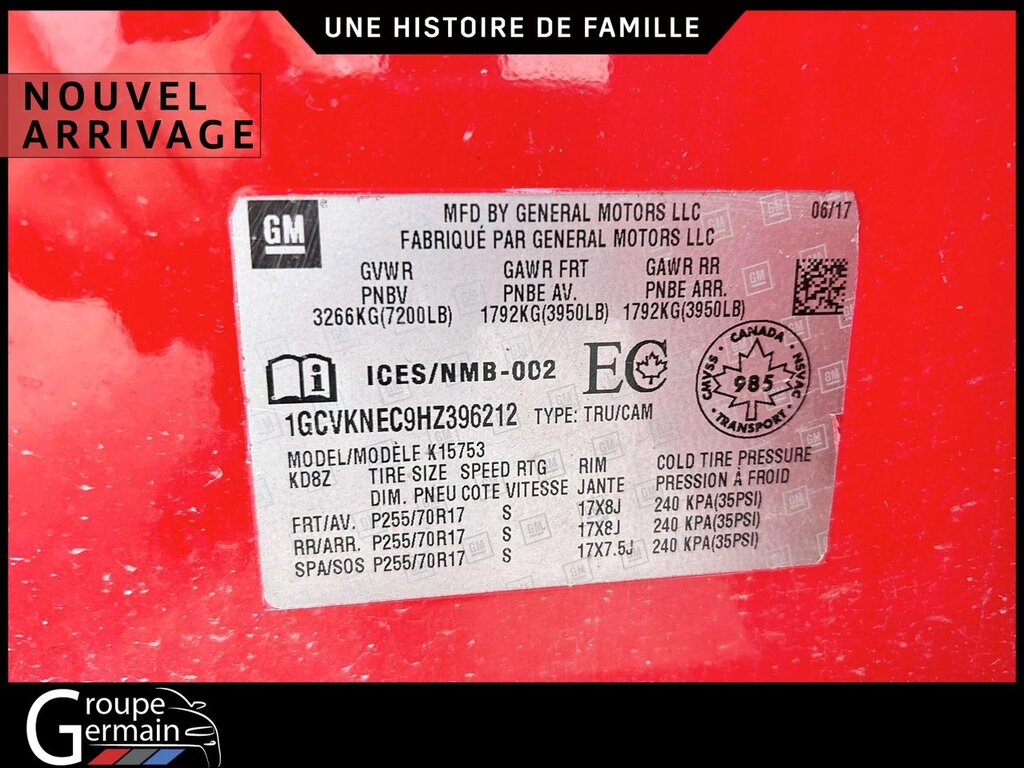 UNE HISTOIRE DE FAMILLE
NOUVEL
ARRIVAGE
GM
MFD BY GENERAL MOTORS LLC 06/17
FABRIQUÉ PAR GENERAL MOTORS LLC
GVWR GAWR FRT GAWR RR
PNBV PNBE AV. PNBE ARR.
3266KG(7200LB) 1792KG(3950LB) 1792KG(3950LB)
ICES/NMB-002 EC
CANADA
CMVSS 985 NSVAC
TRANSPORT
1GCVKNEC9HZ396212 TYPE: TRU/CAM
MODEL/MODÈLE K15753
KD8Z TIRE SIZE SPEED RTG RIM COLD TIRE PRESSURE
DIM. PNEU COTE VITESSE JANTE PRESSION À FROID
FRT/AV. P255/70R17 S 17X8J 240 KPA(35PSI)
RR/ARR. P255/70R17 S 17X8J 240 KPA(35PSI)
SPA/SOS P255/70R17 S 17X7.5J 240 KPA(35PSI)
Groupe
Germain